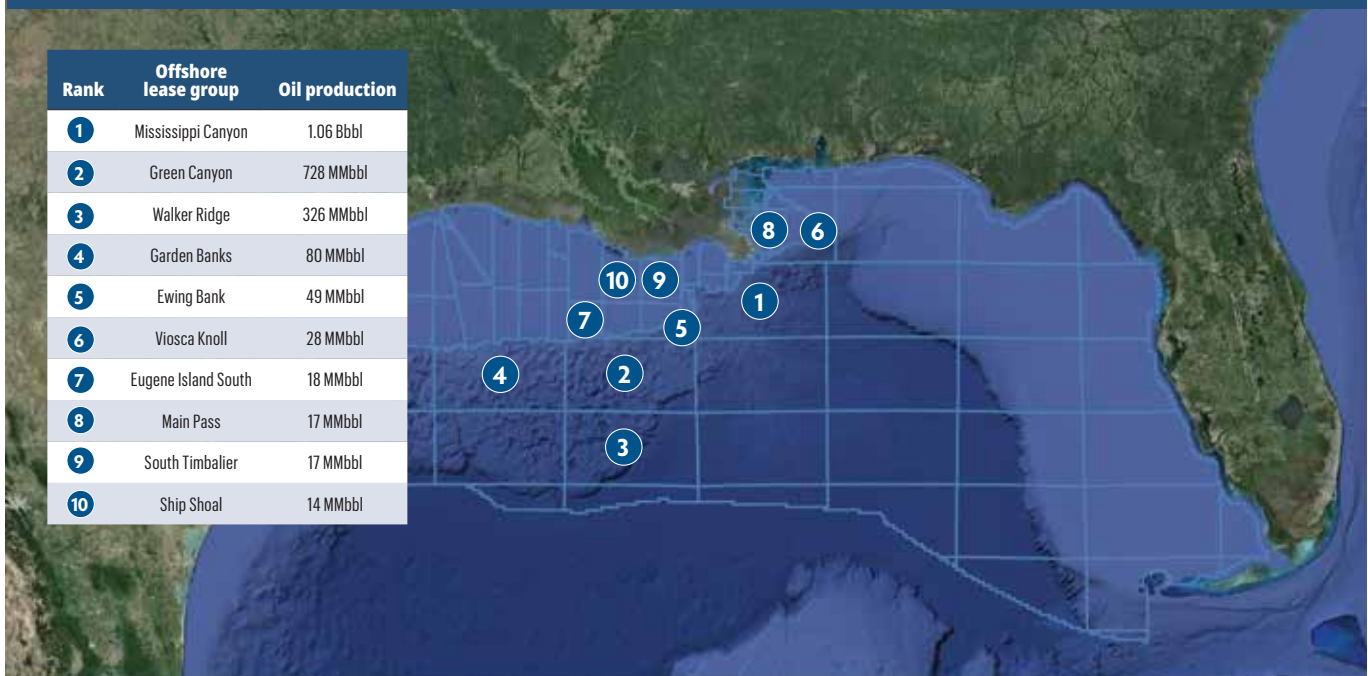 Rank Offshore lease group Oil production
1 Mississippi Canyon 1.06 Bbbl
2 Green Canyon 728 MMbbl
3 Walker Ridge 326 MMbbl
4 Garden Banks 80 MMbbl
5 Ewing Bank 49 MMbbl
6 Viosca Knoll 28 MMbbl
7 Eugene Island South 18 MMbbl
8 Main Pass 17 MMbbl
9 South Timbalier 17 MMbbl
10 Ship Shoal 14 MMbbl
8 6
10 9
1
7
5
4 2
3